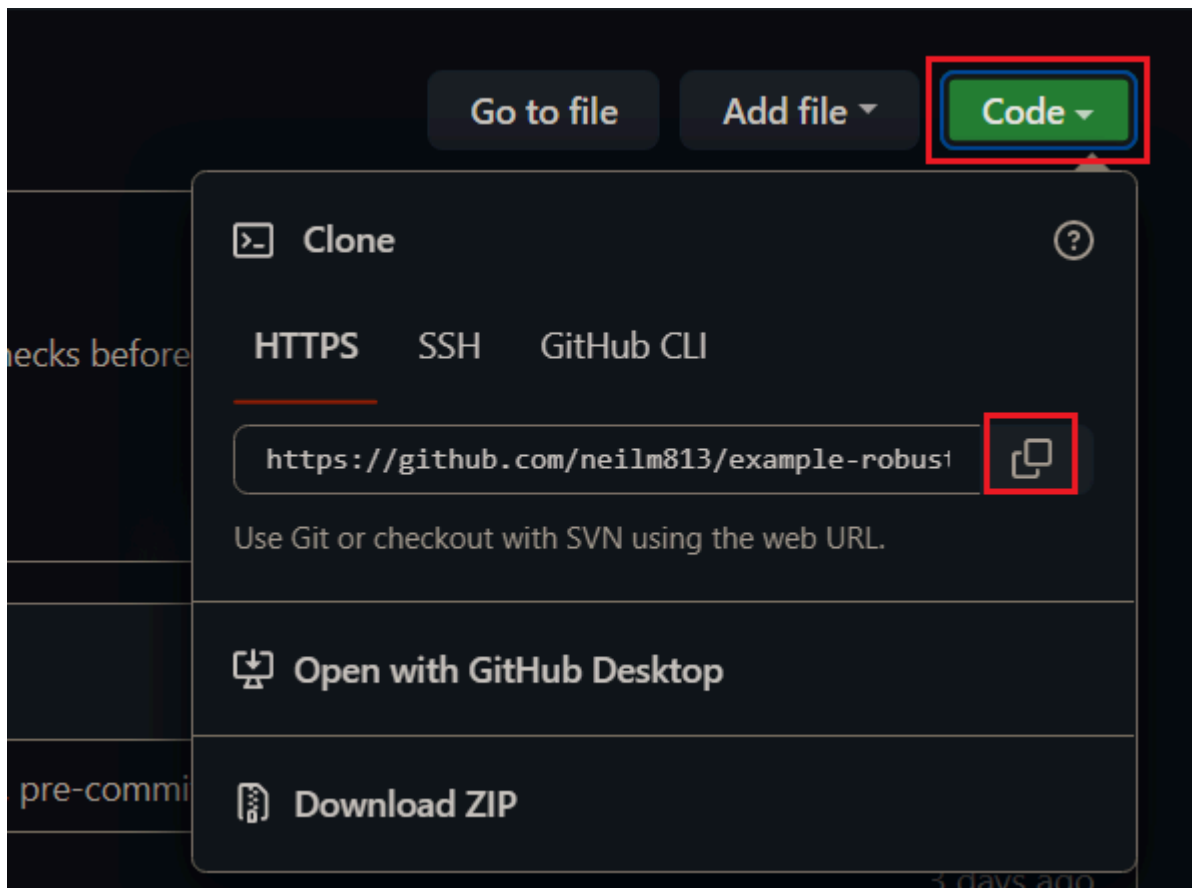 Go to file
Add file
Code
Clone
hecks before
HTTPS
SSH
GitHub CLI
https://github.com/neilm813/example-robust
Use Git or checkout with SVN using the web URL.
Open with GitHub Desktop
pre-commi
Download ZIP
3 days ago